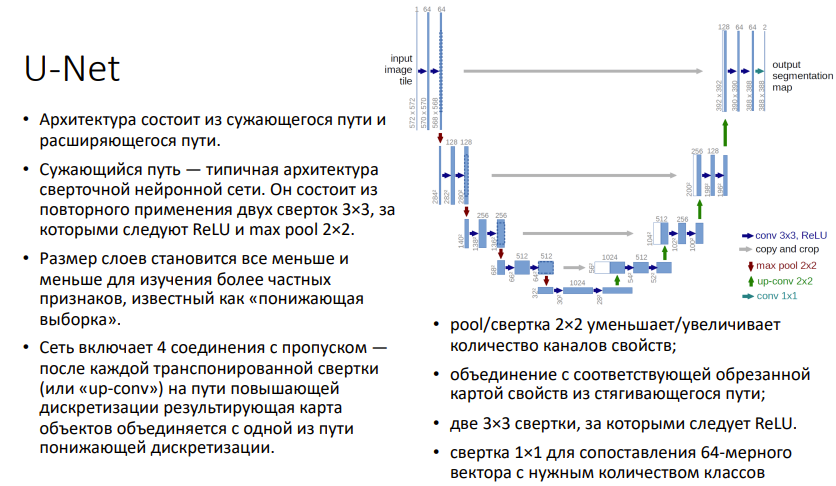 U-Net
• Архитектура состоит из сужающегося пути и
расширяющегося пути.
• Сужающийся путь — типичная архитектура
сверточной нейронной сети. Он состоит из
повторного применения двух сверток 3×3, за
которыми следуют ReLU и max pool 2×2.
• Размер слоев становится все меньше и
меньше для изучения более частных
признаков, известный как «понижающая
выборка».
• Сеть включает 4 соединения с пропуском —
после каждой транспонированной свертки
(или «up-conv») на пути повышающей
дискретизации результирующая карта
объектов объединяется с одной из пути
понижающей дискретизации.
input
image
tile
1 64 64
572 x 572
570 x 570
568 x 568
128 128
284²
282²
280²
256 256
140²
138²
136²
512 512
68²
66²
64²
1024
32²
30²
28²
1024 512
56²
54²
52²
512 256
104²
102²
100²
256 128
200²
198²
196²
128 64 64 2
392 x 392
390 x 390
388 x 388
388 x 388
output
segmentation
map
conv 3x3, ReLU
copy and crop
max pool 2x2
up-conv 2x2
conv 1x1
• pool/свертка 2×2 уменьшает/увеличивает
количество каналов свойств;
• объединение с соответствующей обрезанной
картой свойств из стягивающегося пути;
• две 3×3 свертки, за которыми следует ReLU.
• свертка 1×1 для сопоставления 64-мерного
вектора с нужным количеством классов